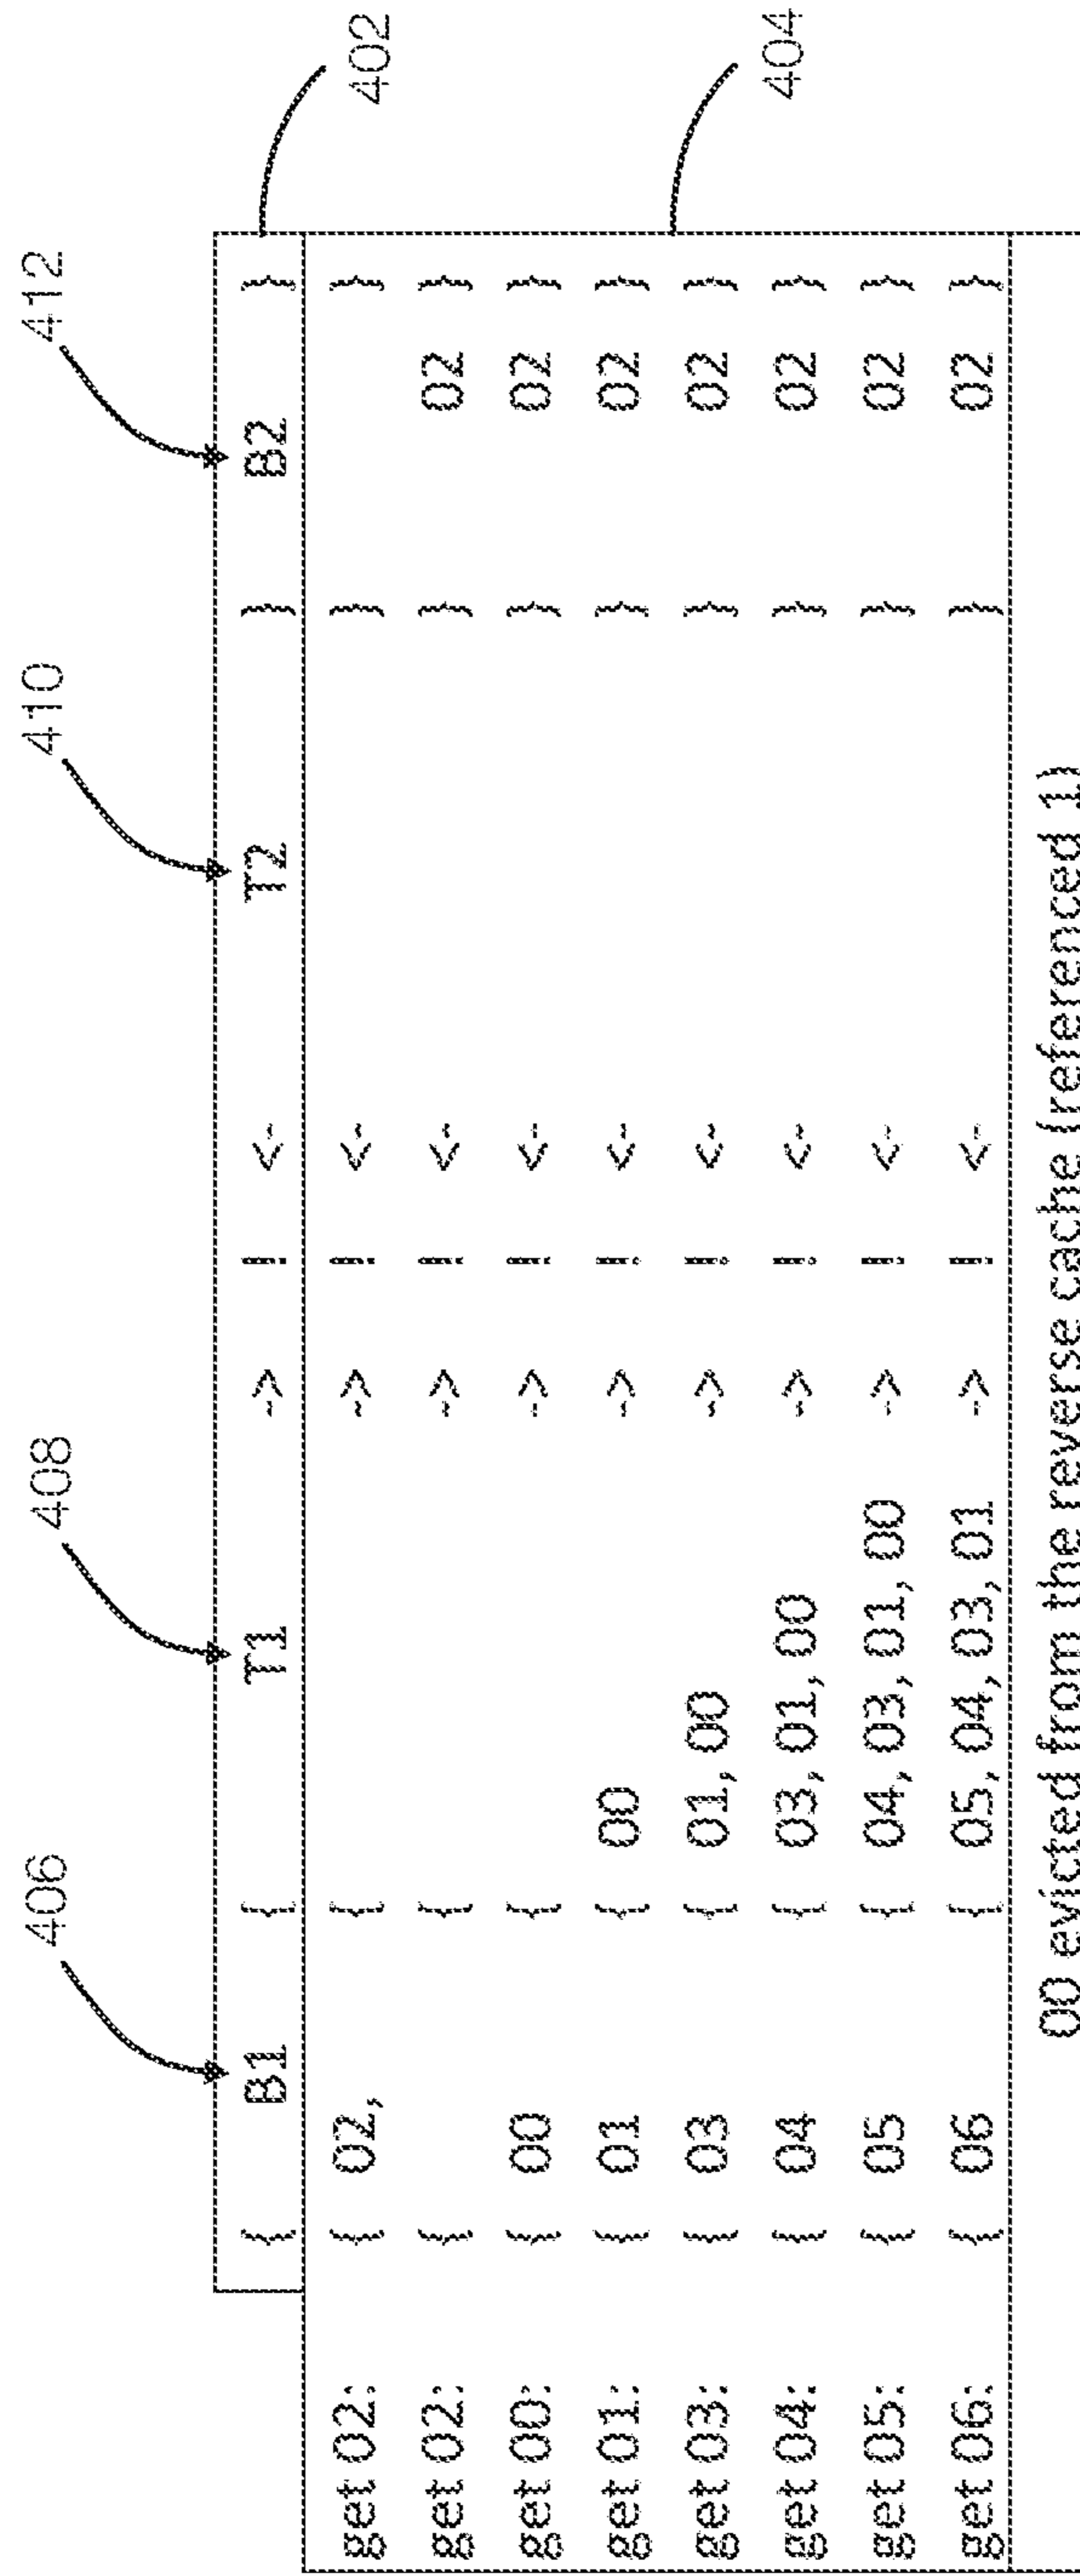 406 408 410 412
{ B1 { T1 -> ! <- T2 } B2 }
402
get 02: { 02, { -> ! <- } }
get 02: { { -> ! <- } 02 }
get 00: { 00 { -> ! <- } 02 }
get 01: { 01 { 00 -> ! <- } 02 }
get 03: { 03 { 01, 00 -> ! <- } 02 }
404
get 04: { 04 { 03, 01, 00 -> ! <- } 02 }
get 05: { 05 { 04, 03, 01, 00 -> ! <- } 02 }
get 06: { 06 { 05, 04, 03, 01 -> ! <- } 02 }
00 evicted from the reverse cache (referenced 1)